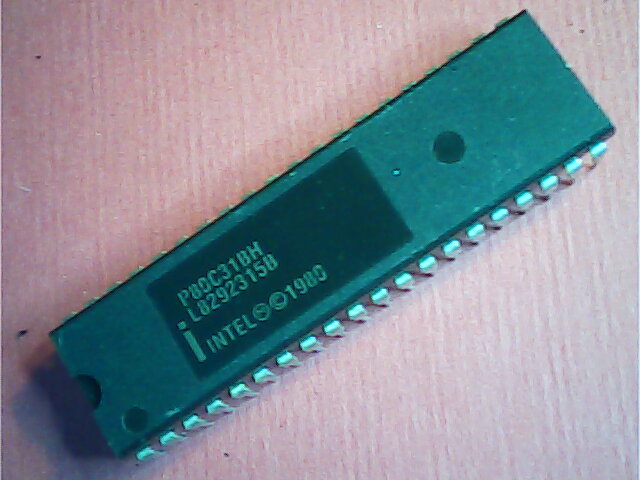 P80C31BH
L8292315B
i INTEL Ⓜ © 1980